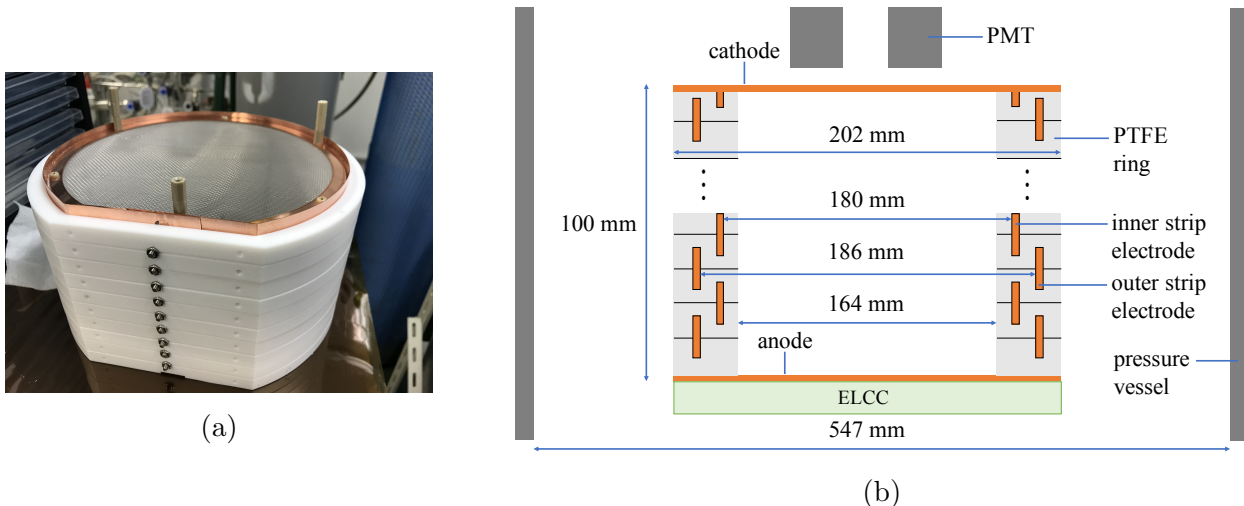 PMT
cathode
202 mm
PTFE
ring
100 mm
180 mm
inner strip
electrode
186 mm
outer strip
electrode
164 mm
anode
pressure
vessel
ELCC
547 mm
(a)
(b)